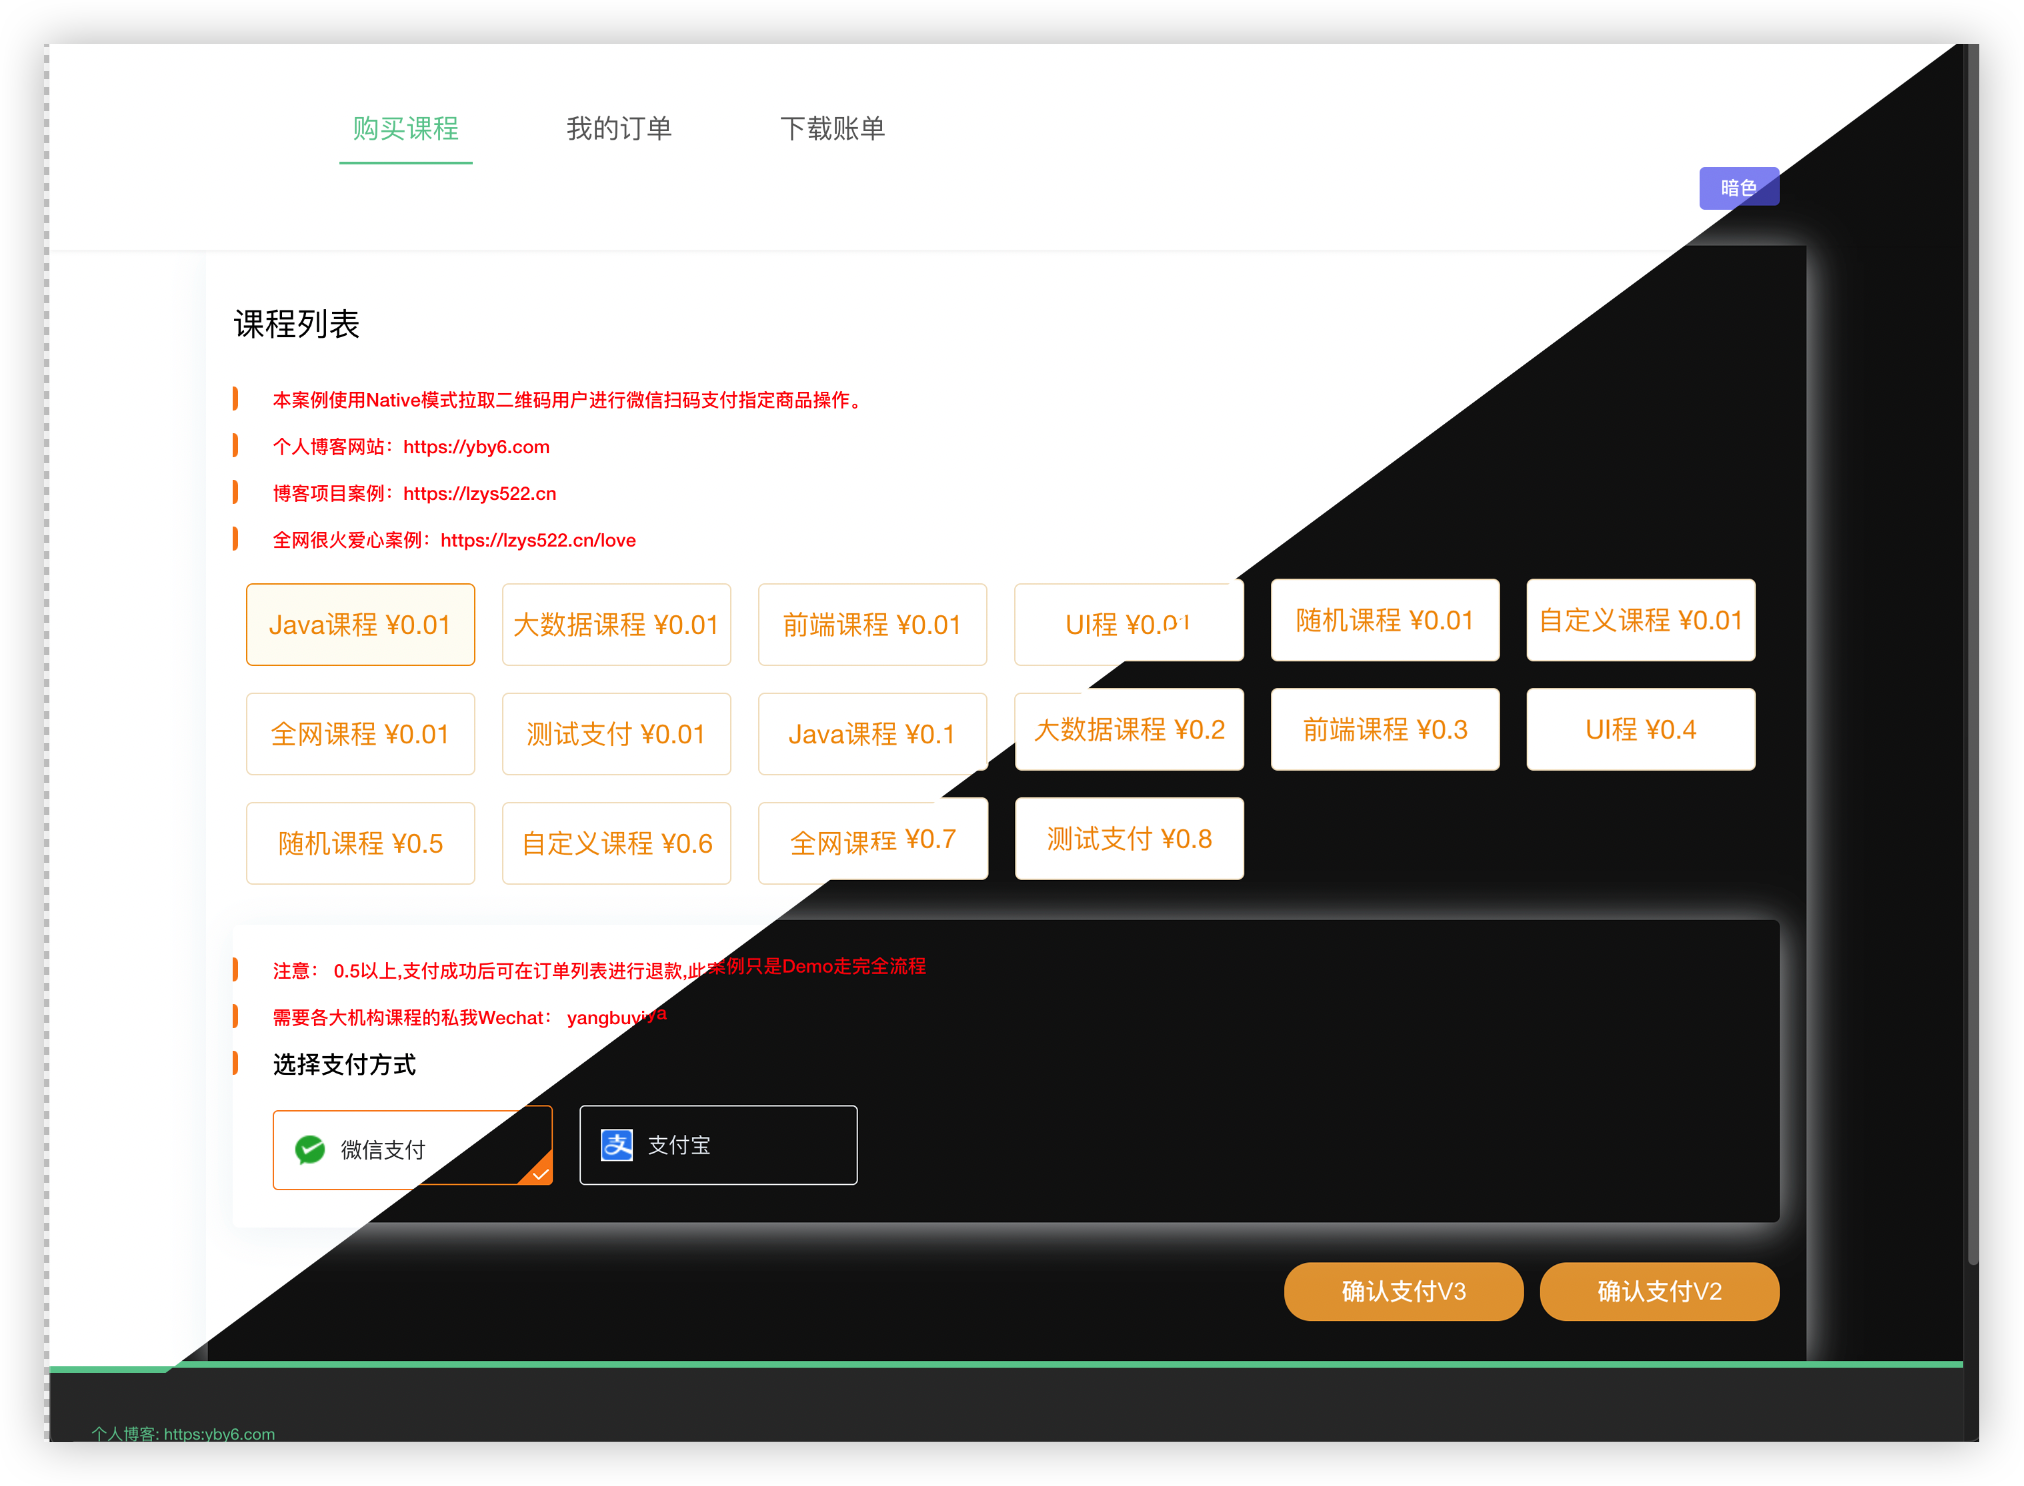 购买课程 我的订单 下载账单
暗色
课程列表
本案例使用Native模式拉取二维码用户进行微信扫码支付指定商品操作。
个人博客网站：https://yby6.com
博客项目案例：https://lzys522.cn
全网很火爱心案例：https://lzys522.cn/love
Java课程 ¥0.01 大数据课程 ¥0.01 前端课程 ¥0.01 UI程 ¥0.01 随机课程 ¥0.01 自定义课程 ¥0.01
全网课程 ¥0.01 测试支付 ¥0.01 Java课程 ¥0.1 大数据课程 ¥0.2 前端课程 ¥0.3 UI程 ¥0.4
随机课程 ¥0.5 自定义课程 ¥0.6 全网课程 ¥0.7 测试支付 ¥0.8
注意： 0.5以上,支付成功后可在订单列表进行退款,此案例只是Demo走完全流程
需要各大机构课程的私我Wechat： yangbuyiya
选择支付方式
微信支付 支付宝
确认支付V3 确认支付V2
个人博客: https:yby6.com